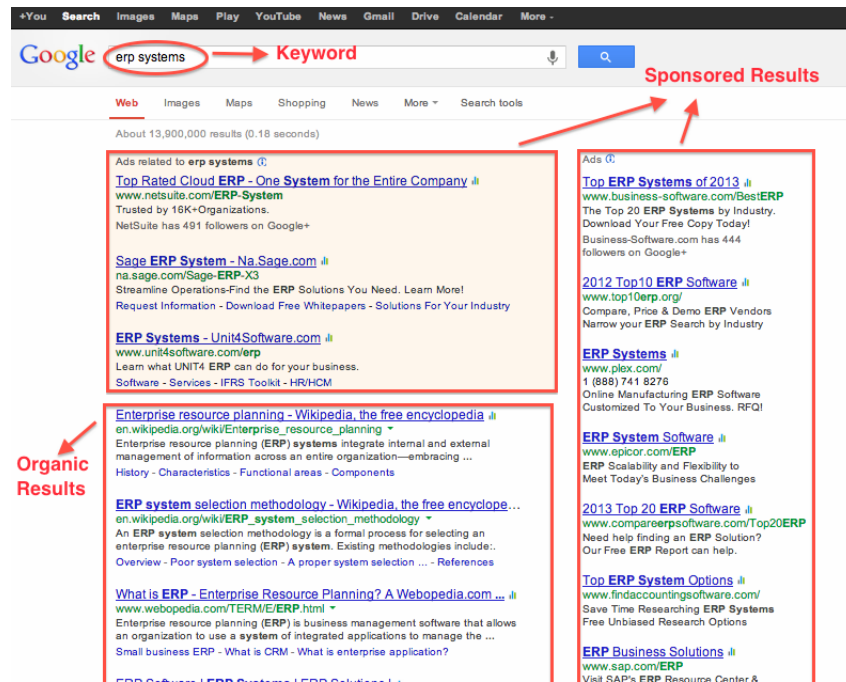 +You Search Images Maps Play YouTube News Gmail Drive Calendar More -
Google erp systems Keyword
Sponsored Results
Web Images Maps Shopping News More Search tools
About 13,900,000 results (0.18 seconds)
Ads related to erp systems
Top Rated Cloud ERP - One System for the Entire Company
www.netsuite.com/ERP-System
Trusted by 16K+Organizations.
NetSuite has 491 followers on Google+
Sage ERP System - Na.Sage.com
na.sage.com/Sage-ERP-X3
Streamline Operations-Find the ERP Solutions You Need. Learn More!
Request Information - Download Free Whitepapers - Solutions For Your Industry
ERP Systems - Unit4Software.com
www.unit4software.com/erp
Learn what UNIT4 ERP can do for your business.
Software - Services - IFRS Toolkit - HR/HCM
Organic
Results
Enterprise resource planning - Wikipedia, the free encyclopedia
en.wikipedia.org/wiki/Enterprise_resource_planning
Enterprise resource planning (ERP) systems integrate internal and external
management of information across an entire organization—embracing ...
History - Characteristics - Functional areas - Components
ERP system selection methodology - Wikipedia, the free encyclope...
en.wikipedia.org/wiki/ERP_system_selection_methodology
An ERP system selection methodology is a formal process for selecting an
enterprise resource planning (ERP) system. Existing methodologies include:.
Overview - Poor system selection - A proper system selection ... - References
What is ERP - Enterprise Resource Planning? A Webopedia.com ...
www.webopedia.com/TERM/E/ERP.html
Enterprise resource planning (ERP) is business management software that allows
an organization to use a system of integrated applications to manage the ...
Small business ERP - What is CRM - What is enterprise application?
ERP Software | ERP Systems | ERP Solutions |
Ads
Top ERP Systems of 2013
www.business-software.com/BestERP
The Top 20 ERP Systems by Industry.
Download Your Free Copy Today!
Business-Software.com has 444
followers on Google+
2012 Top10 ERP Software
www.top10erp.org/
Compare, Price & Demo ERP Vendors
Narrow your ERP Search by Industry
ERP Systems
www.plex.com/
1 (888) 741 8276
Online Manufacturing ERP Software
Customized To Your Business. RFQ!
ERP System Software
www.epicor.com/ERP
ERP Scalability and Flexibility to
Meet Today's Business Challenges
2013 Top 20 ERP Software
www.compareerpsoftware.com/Top20ERP
Need help finding an ERP Solution?
Our Free ERP Report can help.
Top ERP System Options
www.findaccountingsoftware.com/
Save Time Researching ERP Systems
Free Unbiased Research Options
ERP Business Solutions
www.sap.com/ERP
Visit SAP's ERP Resource Center &